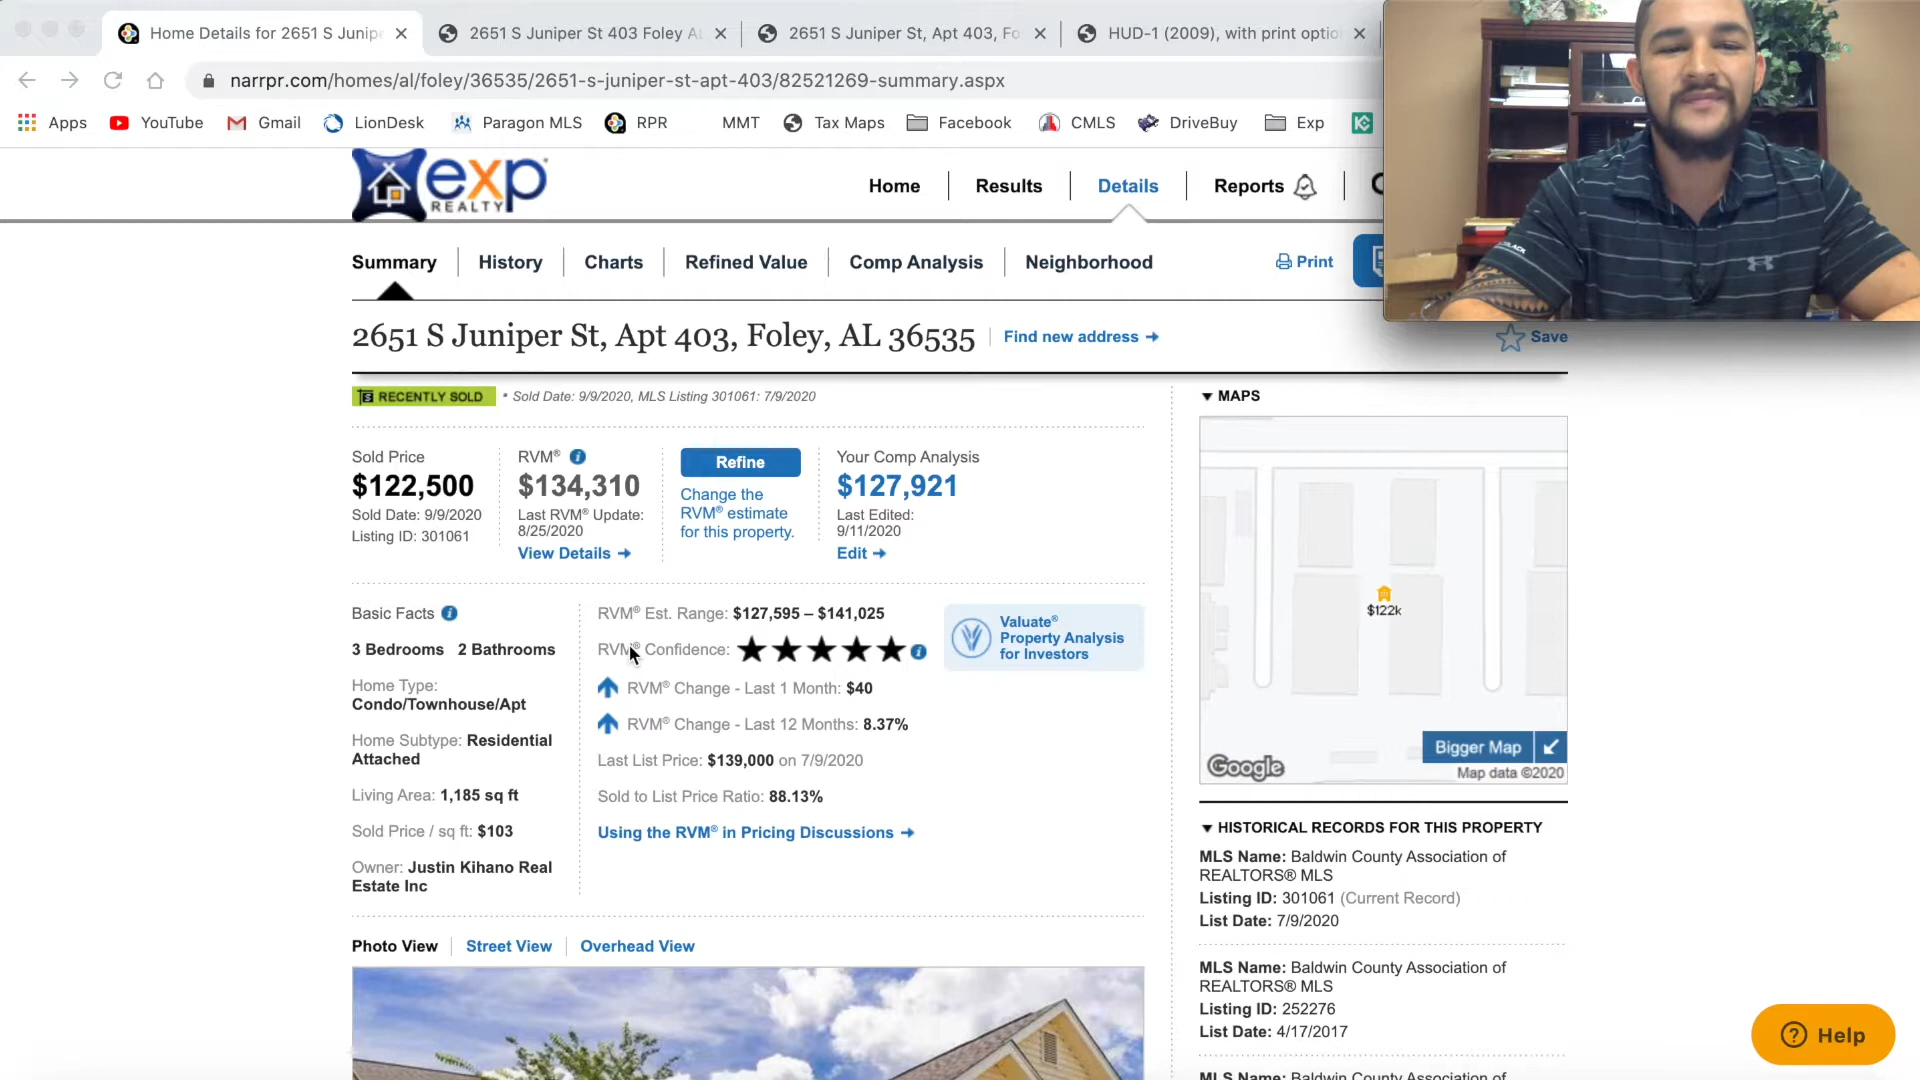 Home Details for 2651 S Junipe
2651 S Juniper St 403 Foley AL
2651 S Juniper St, Apt 403, Fo
HUD-1 (2009), with print optio
narrpr.com/homes/al/foley/36535/2651-s-juniper-st-apt-403/82521269-summary.aspx
Apps YouTube Gmail LionDesk Paragon MLS RPR MMT Tax Maps Facebook CMLS DriveBuy Exp
exp REALTY
Home Results Details Reports
Summary History Charts Refined Value Comp Analysis Neighborhood Print
2651 S Juniper St, Apt 403, Foley, AL 36535 Find new address
Save
RECENTLY SOLD • Sold Date: 9/9/2020, MLS Listing 301061: 7/9/2020
Sold Price
$122,500
Sold Date: 9/9/2020
Listing ID: 301061
RVM®
$134,310
Last RVM® Update:
8/25/2020
View Details
Refine
Change the
RVM® estimate
for this property.
Your Comp Analysis
$127,921
Last Edited:
9/11/2020
Edit
Basic Facts
3 Bedrooms 2 Bathrooms
Home Type:
Condo/Townhouse/Apt
Home Subtype: Residential
Attached
Living Area: 1,185 sq ft
Sold Price / sq ft: $103
Owner: Justin Kihano Real
Estate Inc
RVM® Est. Range: $127,595 – $141,025
RVM® Confidence:
RVM® Change - Last 1 Month: $40
RVM® Change - Last 12 Months: 8.37%
Last List Price: $139,000 on 7/9/2020
Sold to List Price Ratio: 88.13%
Using the RVM® in Pricing Discussions
Valuate®
Property Analysis
for Investors
Photo View Street View Overhead View
MAPS
$122k
Bigger Map
Google
Map data ©2020
HISTORICAL RECORDS FOR THIS PROPERTY
MLS Name: Baldwin County Association of
REALTORS® MLS
Listing ID: 301061 (Current Record)
List Date: 7/9/2020
MLS Name: Baldwin County Association of
REALTORS® MLS
Listing ID: 252276
List Date: 4/17/2017
MLS Name: Baldwin County Association of
Help